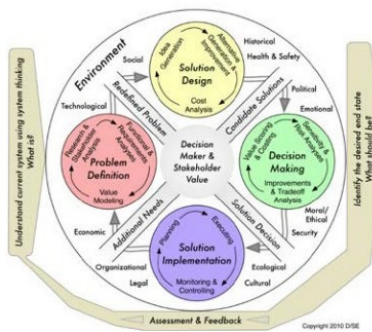 Environment
Social
Historical
Health & Safety
Technological
Political
Emotional
Economic
Organizational
Legal
Moral/
Ethical
Security
Ecological
Cultural
Idea
Generation
Alternative
Generation &
Improvement
Solution
Design
Cost
Analysis
Redefined Problem
Candidate Solutions
Research &
Stakeholder
Analysis
Functional &
Requirements
Analyses
Problem
Definition
Value
Modeling
Decision
Maker &
Stakeholder
Value
Value Scoring
& Costing
Sensitivity &
Risk Analyses
Decision
Making
Improvements
& Tradeoff
Analysis
Additional Needs
Solution Decision
Planning
Executing
Solution
Implementation
Monitoring &
Controlling
Understand current system using system thinking
What is?
Identify the desired end state
What should be?
Assessment & Feedback
Copyright 2010 D/SE